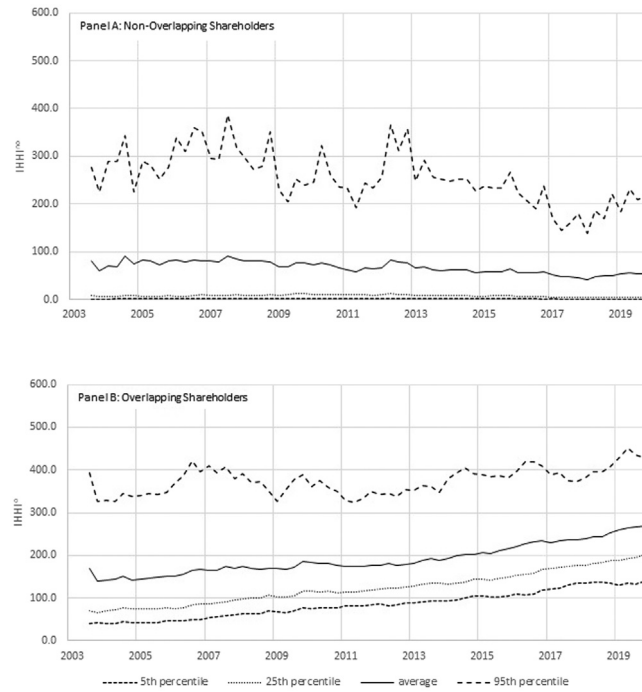 600.0
Panel A: Non-Overlapping Shareholders
500.0
400.0
300.0
200.0
100.0
0.0
IHHIⁿᵒ
2003 2005 2007 2009 2011 2013 2015 2017 2019
600.0
Panel B: Overlapping Shareholders
500.0
400.0
300.0
200.0
100.0
0.0
IHHIᵒ
2003 2005 2007 2009 2011 2013 2015 2017 2019
5th percentile 25th percentile average 95th percentile